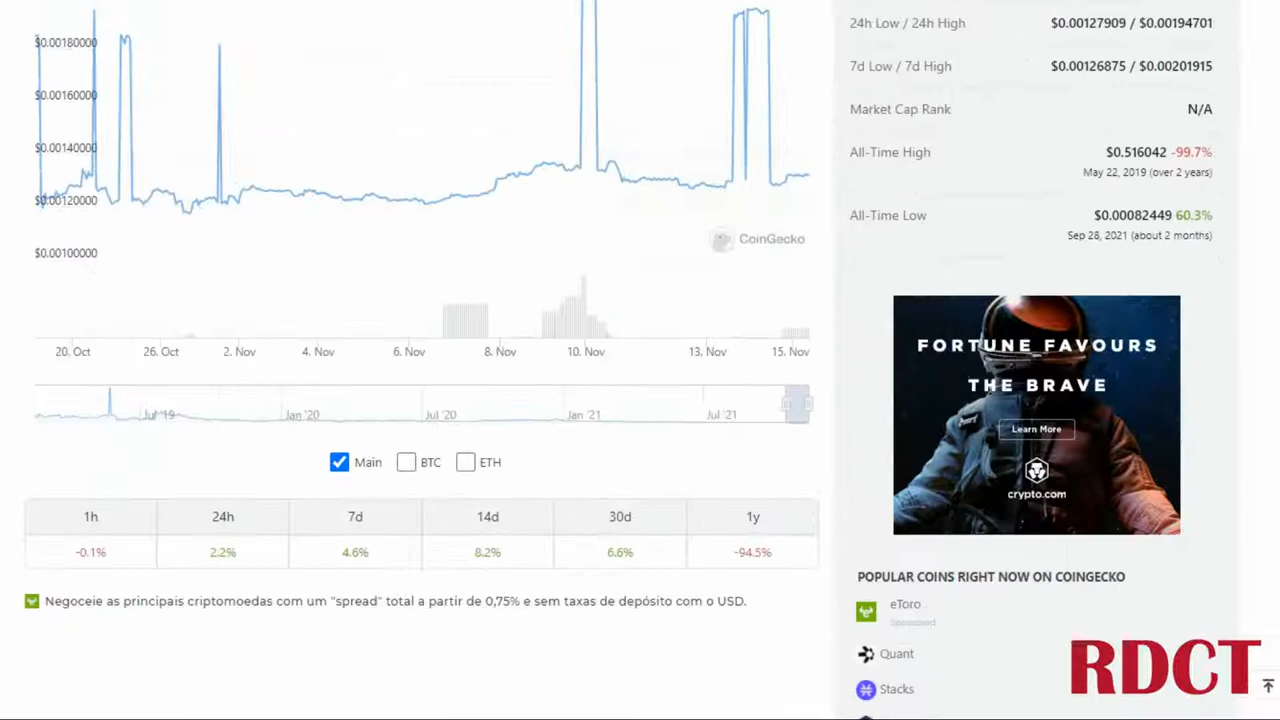 $0.00180000
$0.00160000
$0.00140000
$0.00120000
$0.00100000
CoinGecko
20. Oct 26. Oct 2. Nov 4. Nov 6. Nov 8. Nov 10. Nov 13. Nov 15. Nov
Jul '19 Jan '20 Jul '20 Jan '21 Jul '21
Main BTC ETH
1h 24h 7d 14d 30d 1y
-0.1% 2.2% 4.6% 8.2% 6.6% -94.5%
Negoceie as principais criptomoedas com um "spread" total a partir de 0,75% e sem taxas de depósito com o USD.
24h Low / 24h High $0.00127909 / $0.00194701
7d Low / 7d High $0.00126875 / $0.00201915
Market Cap Rank N/A
All-Time High $0.516042 -99.7%
May 22, 2019 (over 2 years)
All-Time Low $0.00082449 60.3%
Sep 28, 2021 (about 2 months)
FORTUNE FAVOURS
THE BRAVE
Learn More
crypto.com
POPULAR COINS RIGHT NOW ON COINGECKO
eToro
Sponsored
Quant
Stacks
RDCT